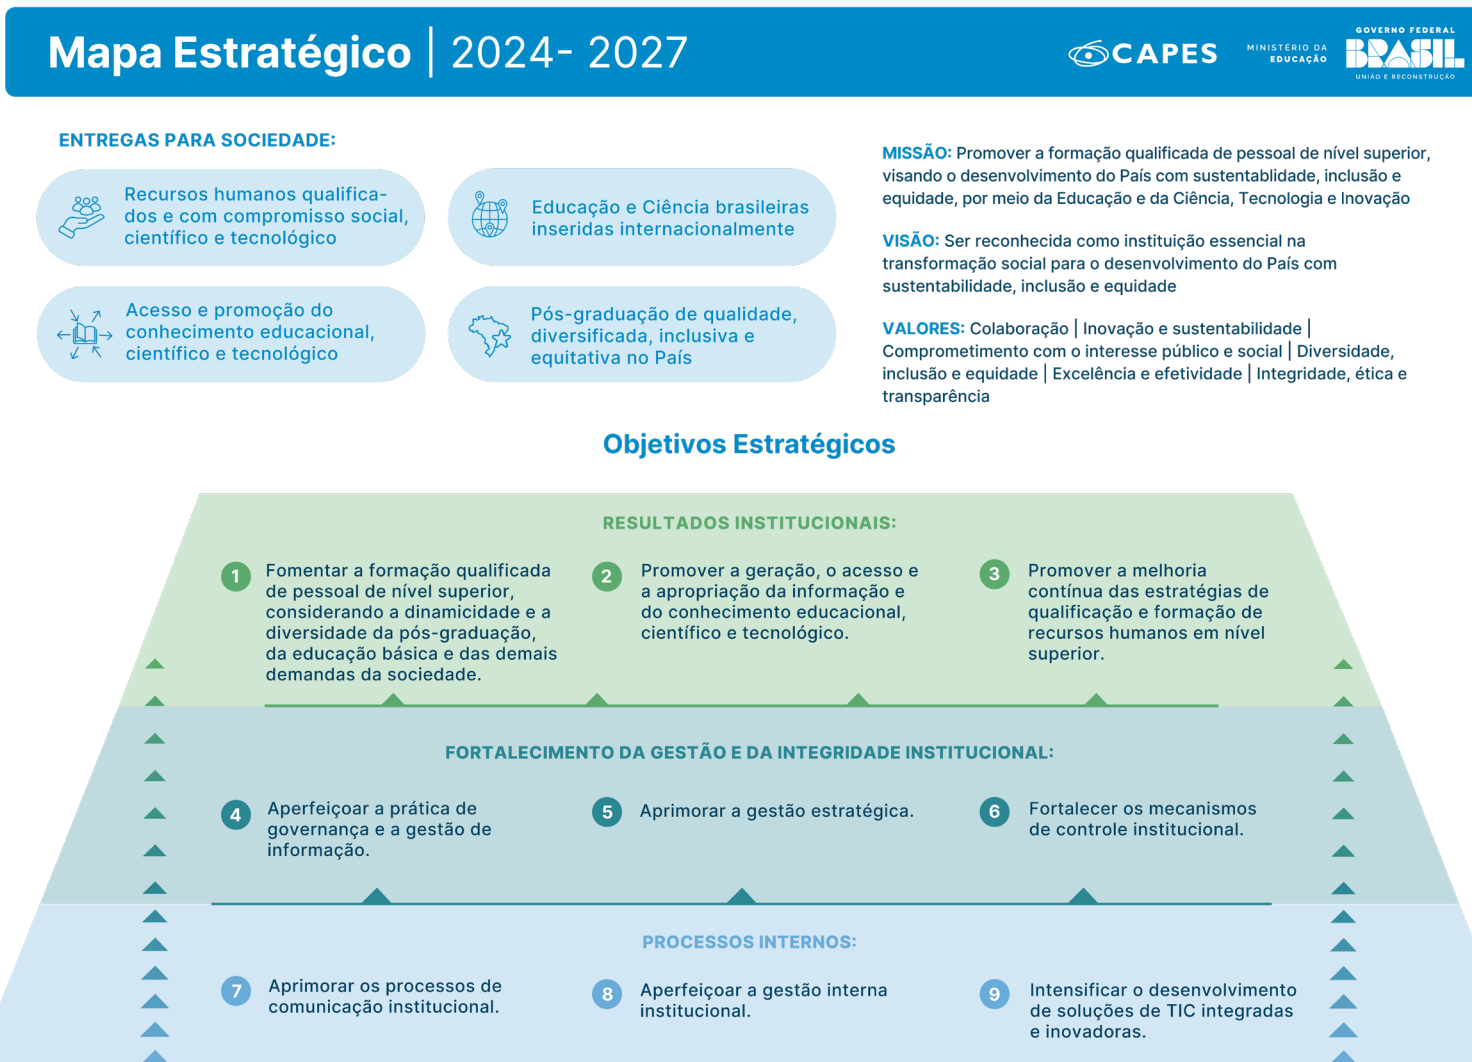 Mapa Estratégico | 2024- 2027
CAPES
MINISTÉRIO DA
EDUCAÇÃO
GOVERNO FEDERAL
BRASIL
UNIÃO E RECONSTRUÇÃO
ENTREGAS PARA SOCIEDADE:
Recursos humanos qualifica-
dos e com compromisso social,
científico e tecnológico
Educação e Ciência brasileiras
inseridas internacionalmente
Acesso e promoção do
conhecimento educacional,
científico e tecnológico
Pós-graduação de qualidade,
diversificada, inclusiva e
equitativa no País
MISSÃO: Promover a formação qualificada de pessoal de nível superior,
visando o desenvolvimento do País com sustentablidade, inclusão e
equidade, por meio da Educação e da Ciência, Tecnologia e Inovação
VISÃO: Ser reconhecida como instituição essencial na
transformação social para o desenvolvimento do País com
sustentabilidade, inclusão e equidade
VALORES: Colaboração | Inovação e sustentabilidade |
Comprometimento com o interesse público e social | Diversidade,
inclusão e equidade | Excelência e efetividade | Integridade, ética e
transparência
Objetivos Estratégicos
RESULTADOS INSTITUCIONAIS:
1
Fomentar a formação qualificada
de pessoal de nível superior,
considerando a dinamicidade e a
diversidade da pós-graduação,
da educação básica e das demais
demandas da sociedade.
2
Promover a geração, o acesso e
a apropriação da informação e
do conhecimento educacional,
científico e tecnológico.
3
Promover a melhoria
contínua das estratégias de
qualificação e formação de
recursos humanos em nível
superior.
FORTALECIMENTO DA GESTÃO E DA INTEGRIDADE INSTITUCIONAL:
4
Aperfeiçoar a prática de
governança e a gestão de
informação.
5
Aprimorar a gestão estratégica.
6
Fortalecer os mecanismos
de controle institucional.
PROCESSOS INTERNOS:
7
Aprimorar os processos de
comunicação institucional.
8
Aperfeiçoar a gestão interna
institucional.
9
Intensificar o desenvolvimento
de soluções de TIC integradas
e inovadoras.